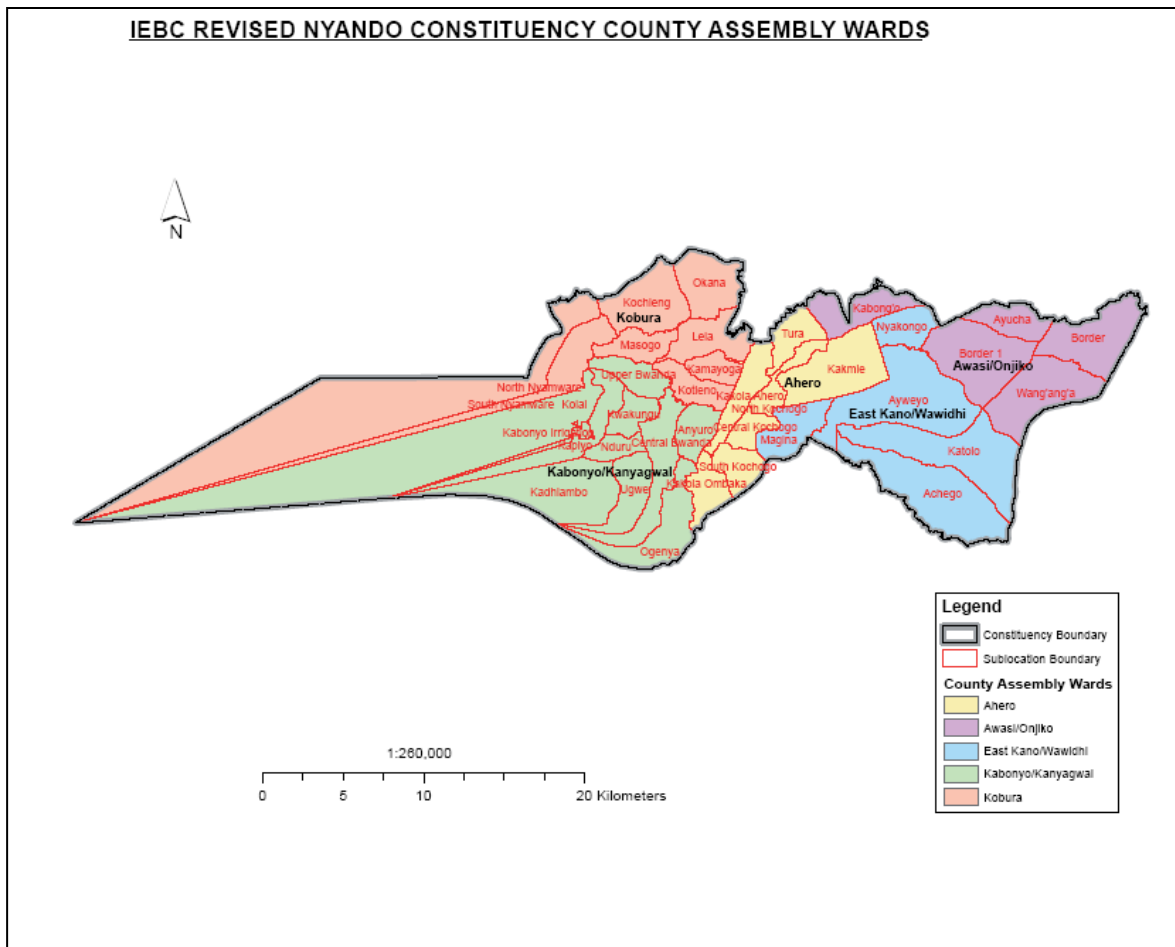 IEBC REVISED NYANDO CONSTITUENCY COUNTY ASSEMBLY WARDS
N
Okana
Kochieng
Kobura
Kabong'o
Nyakongo
Ayucha
Border
Tura
Masogo
Lela
Border 1
Awasi/Onjiko
Kakmie
Kamayoga
Upper Bwanda
Ahero
North Nyamware
Kotieno
Kakola Ahero
Wang'ang'a
South Nyamware
Kolal
Kwakungu
North Kochogo
Ayweyo
East Kano/Wawidhi
Kabonyo Irrigation
Anyuro
Central Kochogo
Kapiyo
Nduru
Central Bwanda
Magina
Katolo
Kabonyo/Kanyagwal
South Kochogo
Kadhiambo
Ugwe
Kakola Ombaka
Achego
Ogenya
Legend
Constituency Boundary
Sublocation Boundary
County Assembly Wards
Ahero
Awasi/Onjiko
East Kano/Wawidhi
Kabonyo/Kanyagwal
Kobura
1:260,000
0 5 10 20 Kilometers